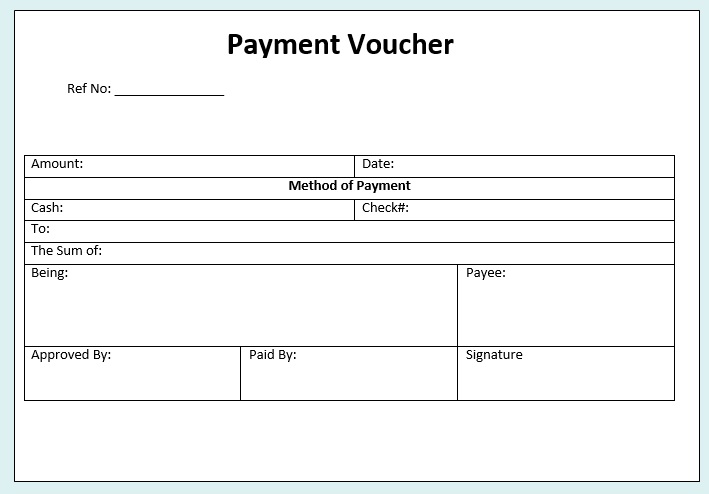 Payment Voucher
Ref No: _______________
Amount: Date:
Method of Payment
Cash: Check#:
To:
The Sum of:
Being: Payee:
Approved By: Paid By: Signature